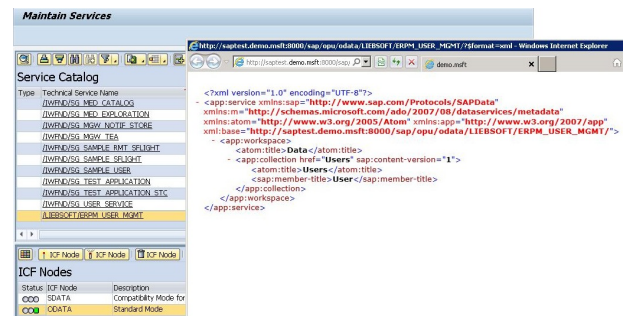 Maintain Services
Service Catalog
Type Technical Service Name
/IWFND/SG_MED_CATALOG
/IWFND/SG_MED_EXPLORATION
/IWFND/SG_MGW_NOTIF_STORE
/IWFND/SG_MGW_TEA
/IWFND/SG_SAMPLE_RMT_SFLIGHT
/IWFND/SG_SAMPLE_SFLIGHT
/IWFND/SG_SAMPLE_USER
/IWFND/SG_TEST_APPLICATION
/IWFND/SG_TEST_APPLICATION_STC
/IWFND/SG_USER_SERVICE
/LIEBSOFT/ERPM_USER_MGMT
ICF Node ICF Node ICF Node
ICF Nodes
Status ICF Node Description
SDATA Compatibility Mode for
ODATA Standard Mode
http://saptest.demo.msft:8000/sap/opu/odata/LIEBSOFT/ERPM_USER_MGMT/?$format=xml - Windows Internet Explorer
http://saptest.demo.msft:8000/sap/ demo.msft
<?xml version="1.0" encoding="UTF-8"?>
- <app:service xmlns:sap="http://www.sap.com/Protocols/SAPData"
xmlns:m="http://schemas.microsoft.com/ado/2007/08/dataservices/metadata"
xmlns:atom="http://www.w3.org/2005/Atom" xmlns:app="http://www.w3.org/2007/app"
xml:base="http://saptest.demo.msft:8000/sap/opu/odata/LIEBSOFT/ERPM_USER_MGMT/">
- <app:workspace>
<atom:title>Data</atom:title>
- <app:collection href="Users" sap:content-version="1">
<atom:title>Users</atom:title>
<sap:member-title>User</sap:member-title>
</app:collection>
</app:workspace>
</app:service>